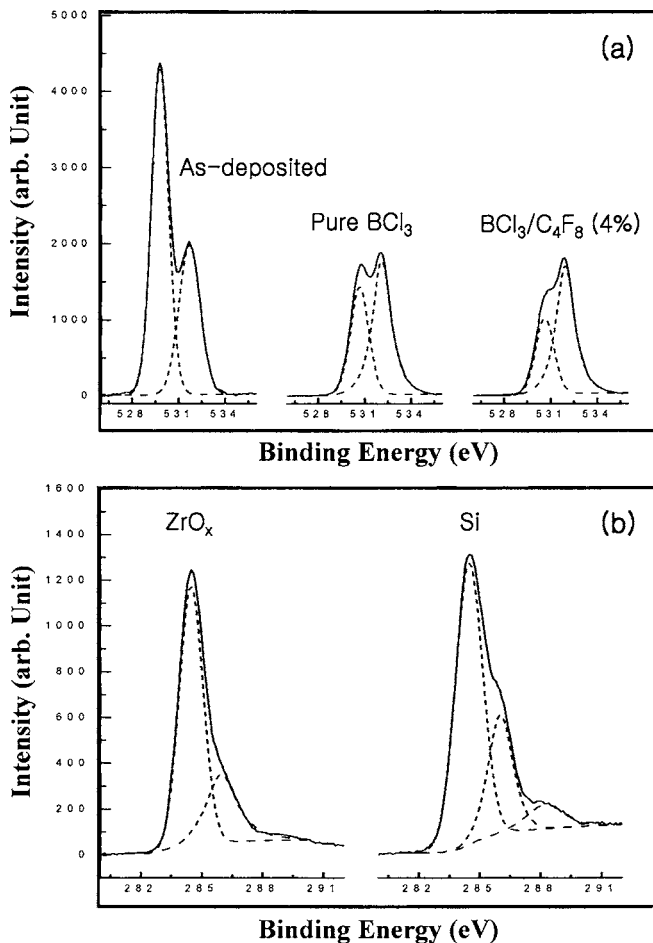 5000
(a)
4000
As-deposited
3000
Pure BCl₃
BCl₃/C₄F₈ (4%)
2000
1000
0
Intensity (arb. Unit)
528 531 534 528 531 534 528 531 534
Binding Energy (eV)
1600
ZrOₓ
Si
(b)
1400
1200
1000
800
600
400
200
0
Intensity (arb. Unit)
282 285 288 291 282 285 288 291
Binding Energy (eV)